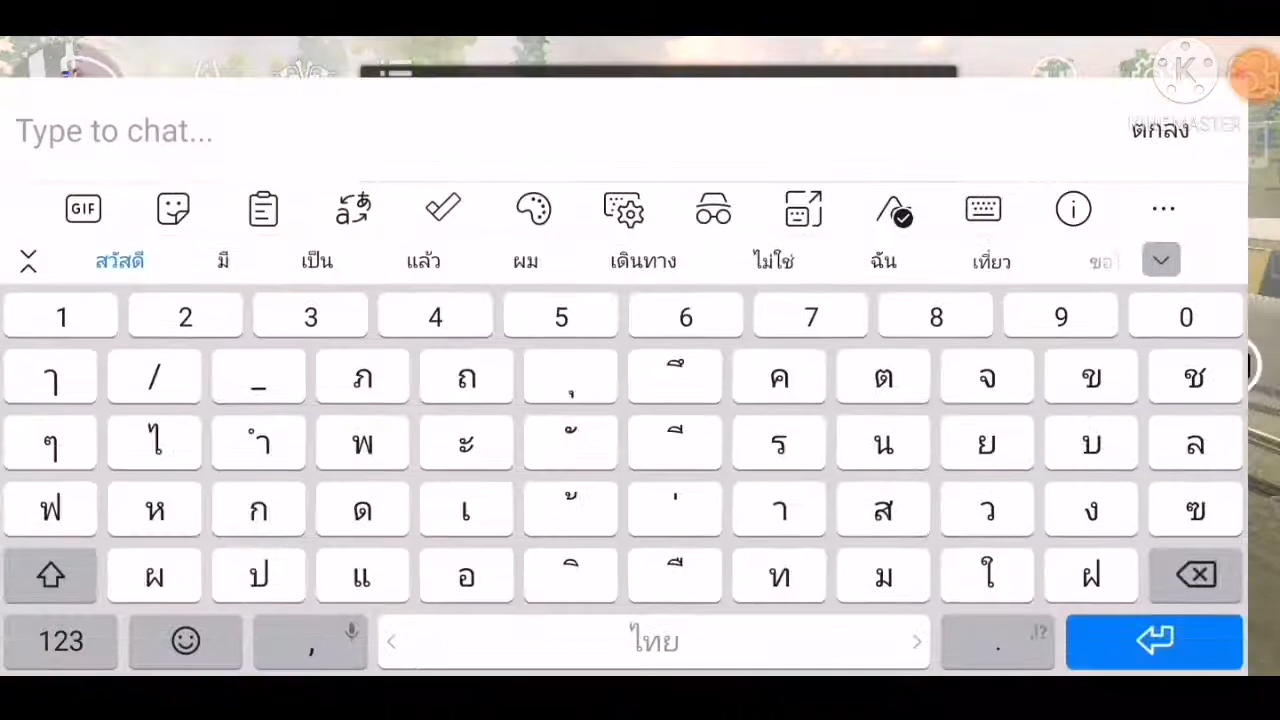 K
KINEMASTER
Type to chat...
ตกลง
GIF
สวัสดี มี เป็น แล้ว ผม เดินทาง ไม่ใช่ ฉัน เที่ยว
1 2 3 4 5 6 7 8 9 0
ๅ / _ ภ ถ ุ ึ ค ต จ ข ช
ๆ ไ ำ พ ะ ั ี ร น ย บ ล
ฟ ห ก ด เ ้ ่ า ส ว ง ฃ
ผ ป แ อ ิ ื ท ม ใ ฝ
123 , < ไทย > . .!?